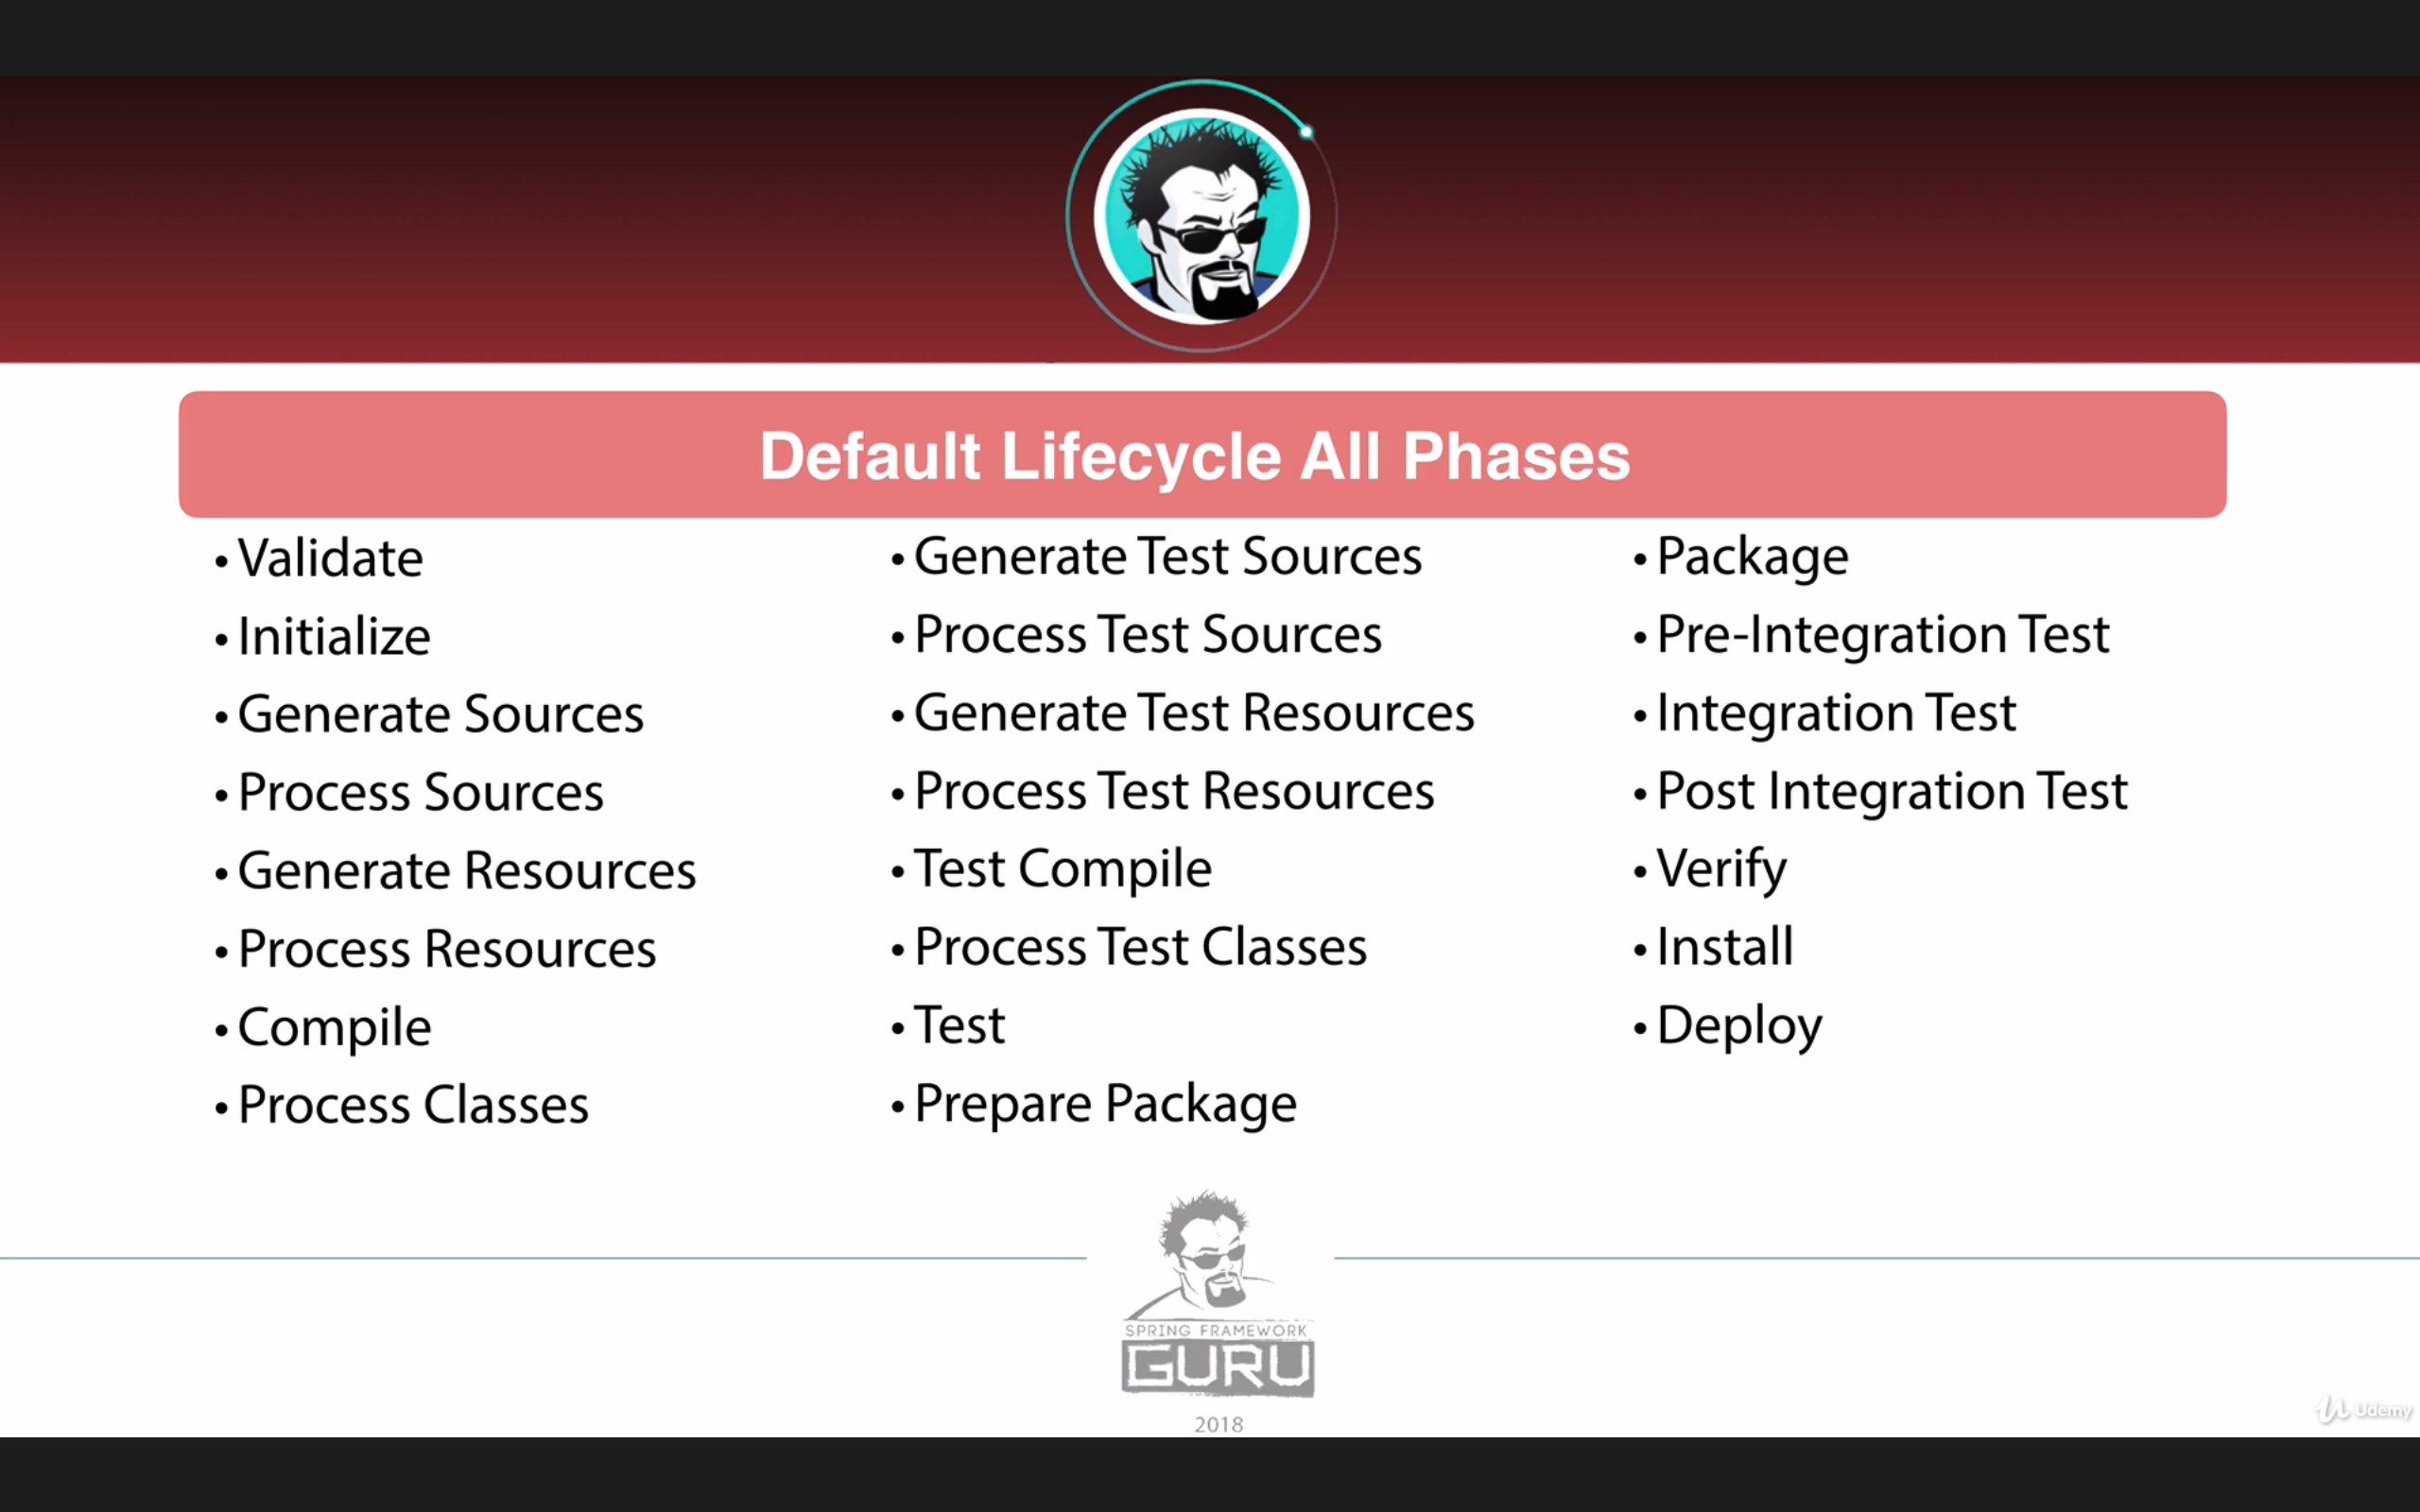 Default Lifecycle All Phases
• Validate
• Initialize
• Generate Sources
• Process Sources
• Generate Resources
• Process Resources
• Compile
• Process Classes
• Generate Test Sources
• Process Test Sources
• Generate Test Resources
• Process Test Resources
• Test Compile
• Process Test Classes
• Test
• Prepare Package
• Package
• Pre-Integration Test
• Integration Test
• Post Integration Test
• Verify
• Install
• Deploy
SPRING FRAMEWORK
GURU
2018
Udemy